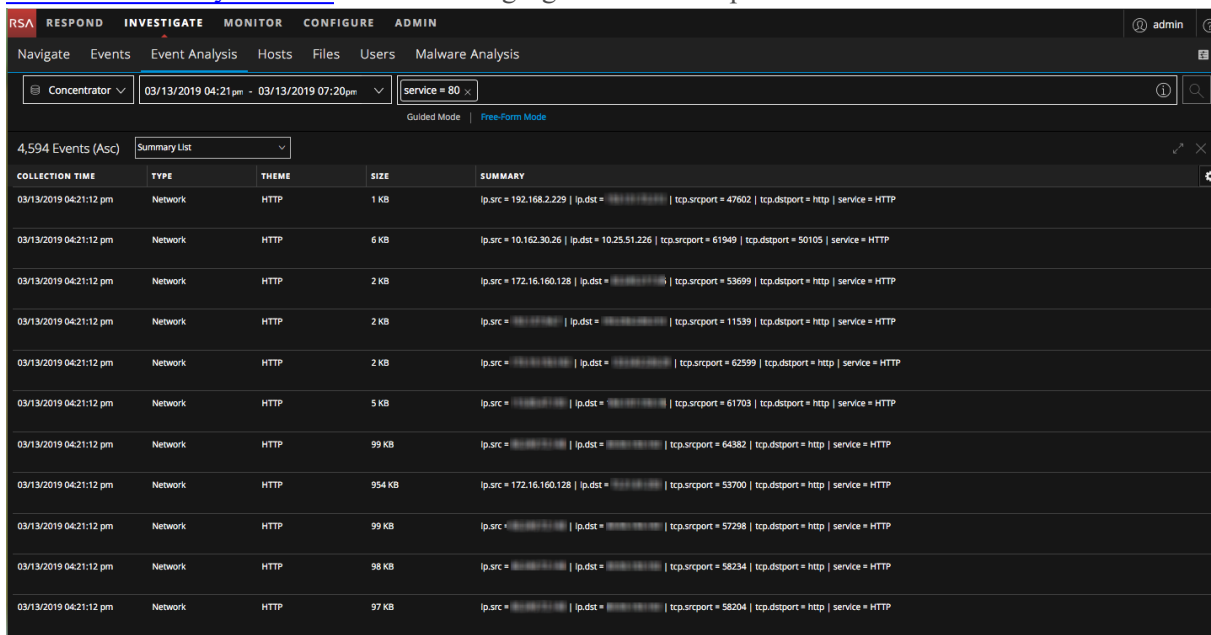 RSA RESPOND INVESTIGATE MONITOR CONFIGURE ADMIN admin
Navigate Events Event Analysis Hosts Files Users Malware Analysis
Concentrator 03/13/2019 04:21pm - 03/13/2019 07:20pm service = 80 ×
Guided Mode | Free-Form Mode
4,594 Events (Asc) Summary List
COLLECTION TIME TYPE THEME SIZE SUMMARY
03/13/2019 04:21:12 pm Network HTTP 1 KB ip.src = 192.168.2.229 | ip.dst = | tcp.srcport = 47602 | tcp.dstport = http | service = HTTP
03/13/2019 04:21:12 pm Network HTTP 6 KB ip.src = 10.162.30.26 | ip.dst = 10.25.51.226 | tcp.srcport = 61949 | tcp.dstport = 50105 | service = HTTP
03/13/2019 04:21:12 pm Network HTTP 2 KB ip.src = 172.16.160.128 | ip.dst = | tcp.srcport = 53699 | tcp.dstport = http | service = HTTP
03/13/2019 04:21:12 pm Network HTTP 2 KB ip.src = | ip.dst = | tcp.srcport = 11539 | tcp.dstport = http | service = HTTP
03/13/2019 04:21:12 pm Network HTTP 2 KB ip.src = | ip.dst = | tcp.srcport = 62599 | tcp.dstport = http | service = HTTP
03/13/2019 04:21:12 pm Network HTTP 5 KB ip.src = | ip.dst = | tcp.srcport = 61703 | tcp.dstport = http | service = HTTP
03/13/2019 04:21:12 pm Network HTTP 99 KB ip.src = | ip.dst = | tcp.srcport = 64382 | tcp.dstport = http | service = HTTP
03/13/2019 04:21:12 pm Network HTTP 954 KB ip.src = 172.16.160.128 | ip.dst = | tcp.srcport = 53700 | tcp.dstport = http | service = HTTP
03/13/2019 04:21:12 pm Network HTTP 99 KB ip.src = | ip.dst = | tcp.srcport = 57298 | tcp.dstport = http | service = HTTP
03/13/2019 04:21:12 pm Network HTTP 98 KB ip.src = | ip.dst = | tcp.srcport = 58234 | tcp.dstport = http | service = HTTP
03/13/2019 04:21:12 pm Network HTTP 97 KB ip.src = | ip.dst = | tcp.srcport = 58204 | tcp.dstport = http | service = HTTP